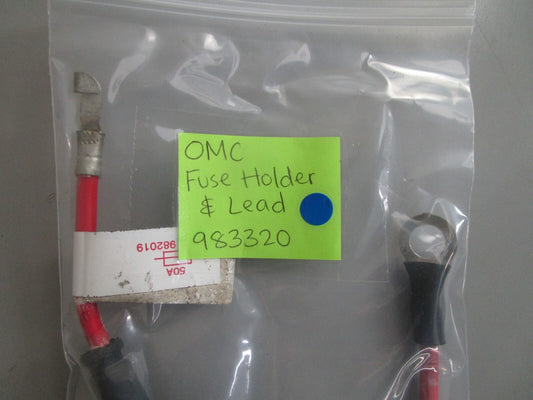 OMC
Fuse Holder
& Lead
983320
982019
50A